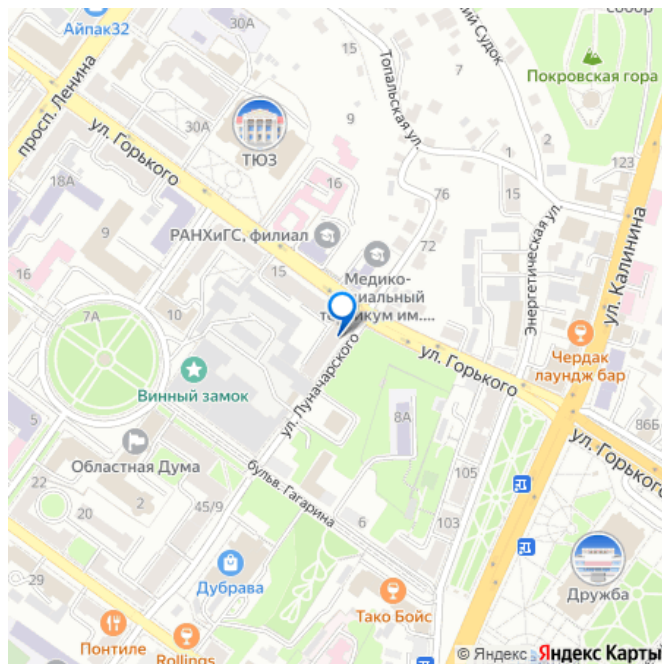 собор
Айпак32
30А
15
ский Судок
7
Покровская гора
просп. Ленина
Топальская ул.
ул. Горького
30А
ТЮЗ
9
1
2
123
18А
16
76
15
9
РАНХиГС, филиал
72
Энергетическая ул.
ул. Калинина
16
15
Медико-
социальный
техникум им....
7А
10
ул. Горького
Чердак
лаундж бар
Винный замок
ул. Луначарского
8А
5
86Б
ул. Горького
Областная Дума
22
2
20
45/9
бульв. Гагарина
105
6
103
29
Дубрава
Тако Бойс
Дружба
Понтиле
Rollings
© Яндекс
Яндекс Карты